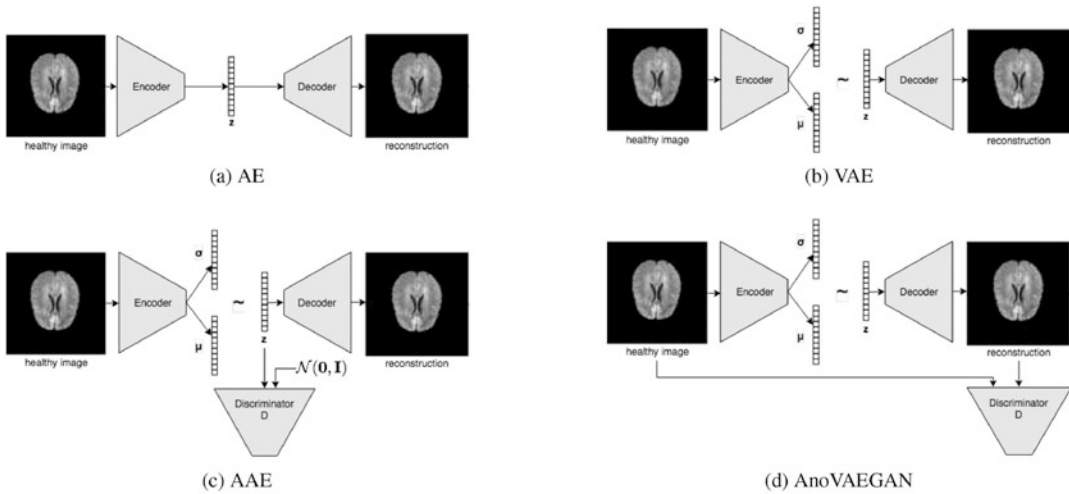 Encoder
z
Decoder
healthy image
reconstruction
(a) AE
σ
Encoder
~
Decoder
μ
z
healthy image
reconstruction
(b) VAE
σ
Encoder
~
Decoder
μ
z
healthy image
reconstruction
N(0, I)
Discriminator
D
(c) AAE
σ
Encoder
~
Decoder
μ
z
healthy image
reconstruction
Discriminator
D
(d) AnoVAEGAN